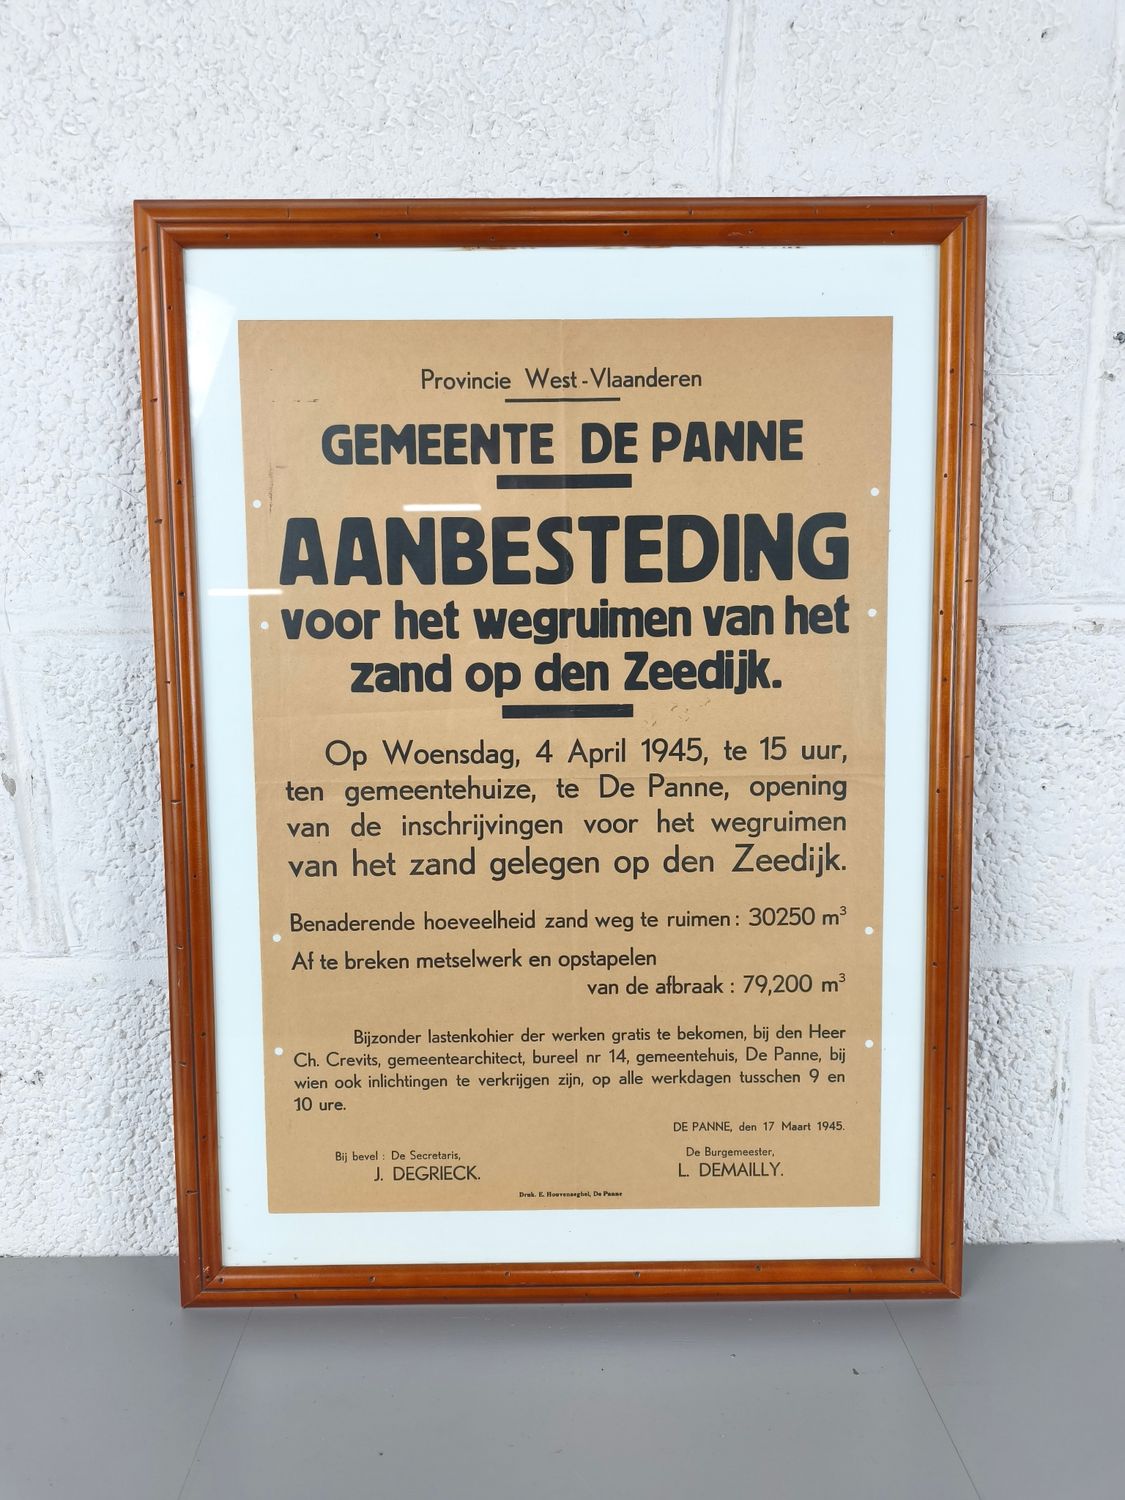 Provincie West-Vlaanderen
GEMEENTE DE PANNE
AANBESTEDING
voor het wegruimen van het
zand op den Zeedijk.
Op Woensdag, 4 April 1945, te 15 uur,
ten gemeentehuize, te De Panne, opening
van de inschrijvingen voor het wegruimen
van het zand gelegen op den Zeedijk.
Benaderende hoeveelheid zand weg te ruimen : 30250 m³
Af te breken metselwerk en opstapelen
van de afbraak : 79,200 m³
Bijzonder lastenkohier der werken gratis te bekomen, bij den Heer
Ch. Crevits, gemeentearchitect, bureel nr 14, gemeentehuis, De Panne, bij
wien ook inlichtingen te verkrijgen zijn, op alle werkdagen tusschen 9 en
10 ure.
DE PANNE, den 17 Maart 1945.
Bij bevel : De Secretaris,
J. DEGRIECK.
De Burgemeester,
L. DEMAILLY.
Druk. E. Houvenaeghel, De Panne